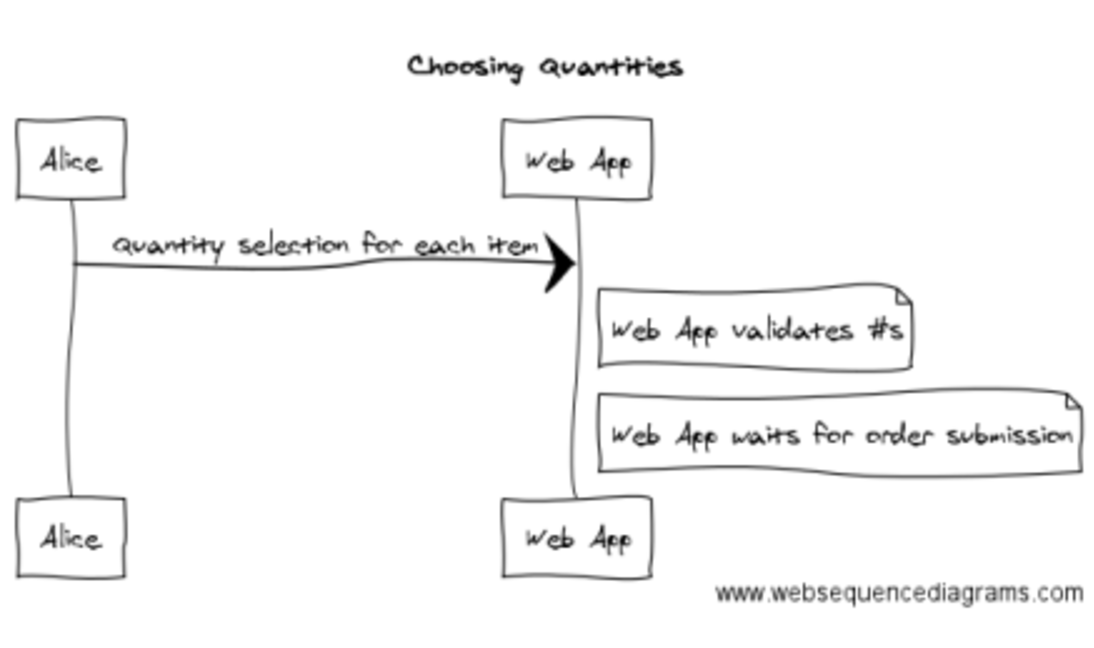 Choosing Quantities
Alice
Web App
Quantity selection for each item
Web App validates #s
Web App waits for order submission
Alice
Web App
www.websequencediagrams.com